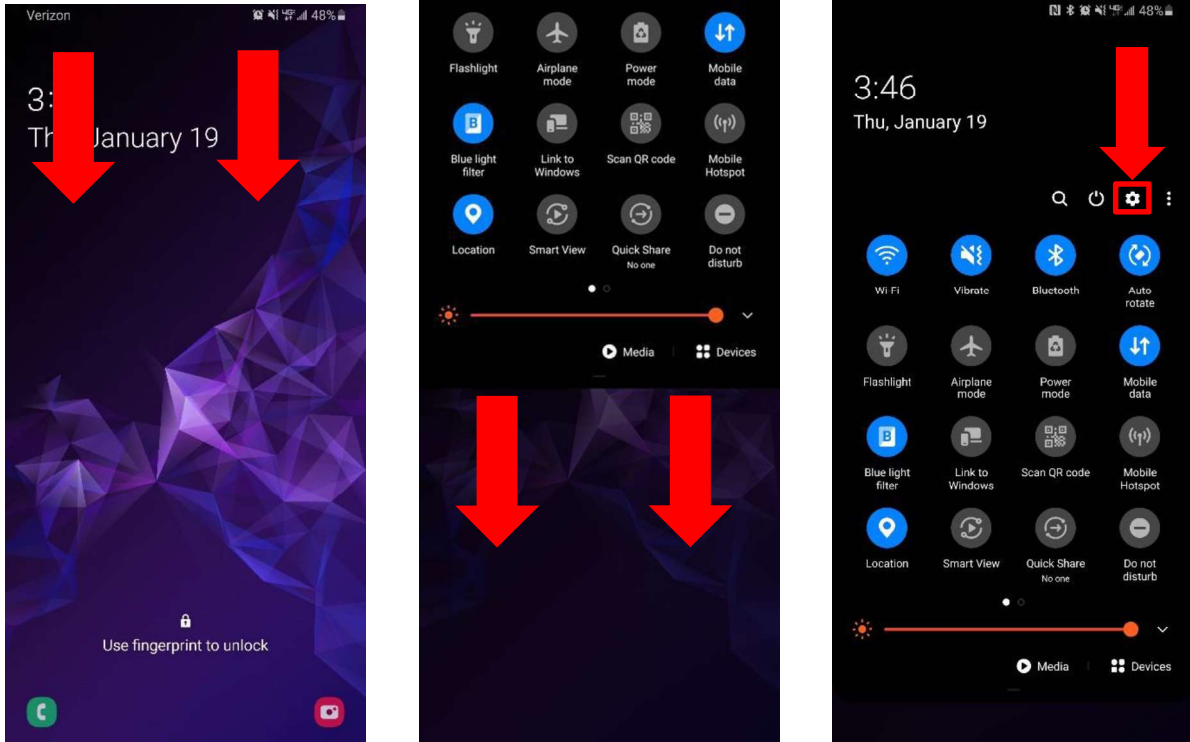 Verizon
48%
3:
Th
January 19
Use fingerprint to unlock
Flashlight
Airplane
mode
Power
mode
Mobile
data
Blue light
filter
Link to
Windows
Scan QR code
Mobile
Hotspot
Location
Smart View
Quick Share
No one
Do not
disturb
Media
Devices
48%
3:46
Thu, January 19
Wi-Fi
Vibrate
Bluetooth
Auto
rotate
Flashlight
Airplane
mode
Power
mode
Mobile
data
Blue light
filter
Link to
Windows
Scan QR code
Mobile
Hotspot
Location
Smart View
Quick Share
No one
Do not
disturb
Media
Devices